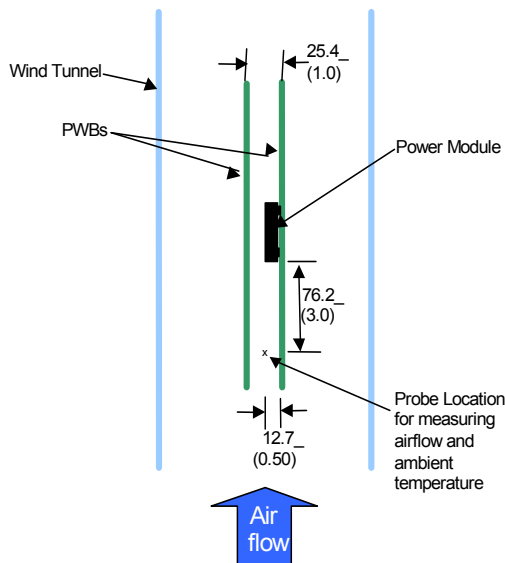 25.4_
(1.0)
Wind Tunnel
PWBs
Power Module
76.2_
(3.0)
x
Probe Location
for measuring
airflow and
ambient
temperature
12.7_
(0.50)
Air
flow